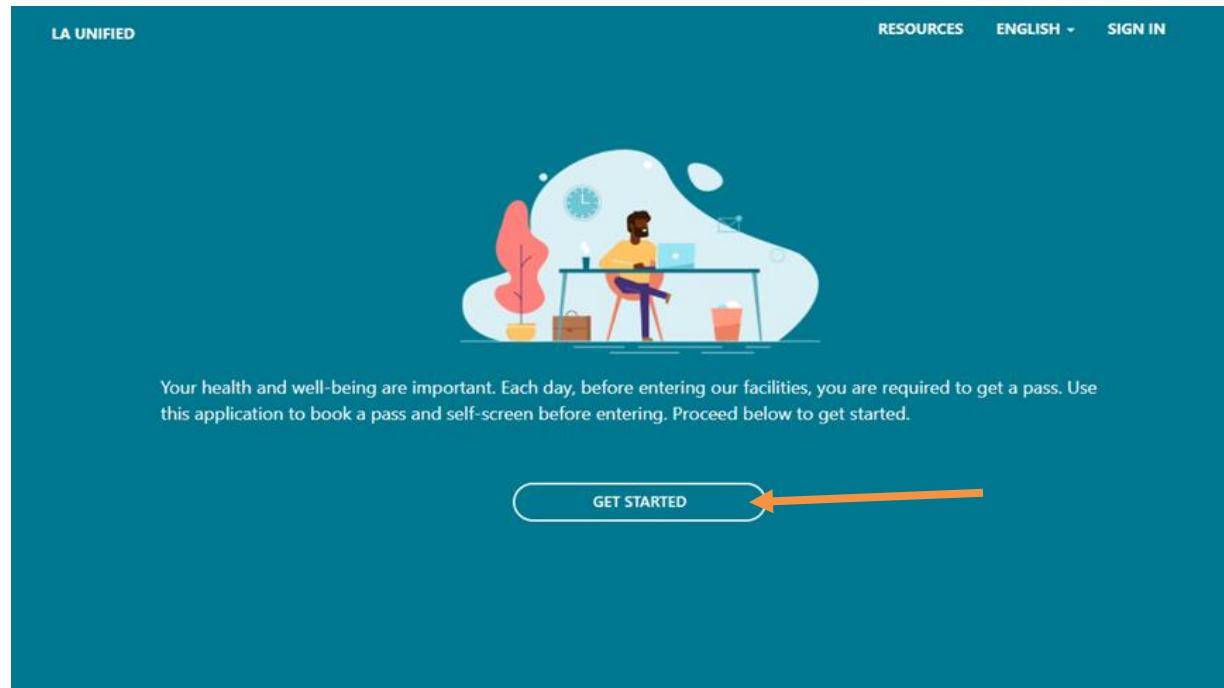 LA UNIFIED
RESOURCES ENGLISH SIGN IN
Your health and well-being are important. Each day, before entering our facilities, you are required to get a pass. Use
this application to book a pass and self-screen before entering. Proceed below to get started.
GET STARTED